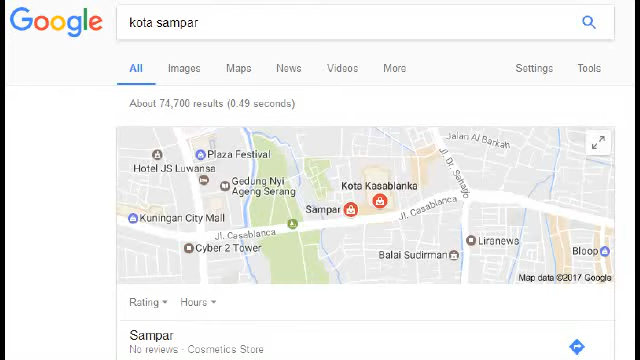 Google
kota sampar
All Images Maps News Videos More Settings Tools
About 74,700 results (0.49 seconds)
Jalan Al Barkah
Plaza Festival
Hotel JS Luwansa
Jl. Dr. Saharjo
Gedung Nyi
Ageng Serang
Kota Kasablanka
Sampar
Jl. Casablanca
Kuningan City Mall
Jl. Casablanca
Cyber 2 Tower
Liranews
Balai Sudirman
Bloop
Map data ©2017 Google
Rating Hours
Sampar
No reviews · Cosmetics Store